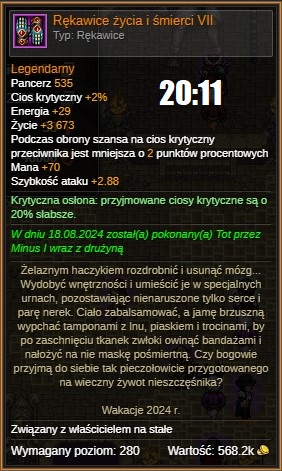 Rękawice życia i śmierci VII
Typ: Rękawice
Legendarny
Pancerz 535
20:11
Cios krytyczny +2%
Energia +29
Życie +3 673
Podczas obrony szansa na cios krytyczny
przeciwnika jest mniejsza o 2 punktów procentowych
Mana +70
Szybkość ataku +2.88
Krytyczna osłona: przyjmowane ciosy krytyczne są o
20% słabsze.
W dniu 18.08.2024 został(a) pokonany(a) Tot przez
Minus I wraz z drużyną
Żelaznym haczykiem rozdrobnić i usunąć mózg...
Wydobyć wnętrzności i umieścić je w specjalnych
urnach, pozostawiając nienaruszone tylko serce i
parę nerek. Ciało zabalsamować, a jamę brzuszną
wypchać tamponami z lnu, piaskiem i trocinami, by
po zaschnięciu tkanek zwłoki owinąć bandażami i
nałożyć na nie maskę pośmiertną. Czy bogowie
przyjmą do siebie tak pieczołowicie przygotowanego
na wieczny żywot nieszczęśnika?
Wakacje 2024 r.
Związany z właścicielem na stałe
Wymagany poziom: 280 Wartość: 568.2k